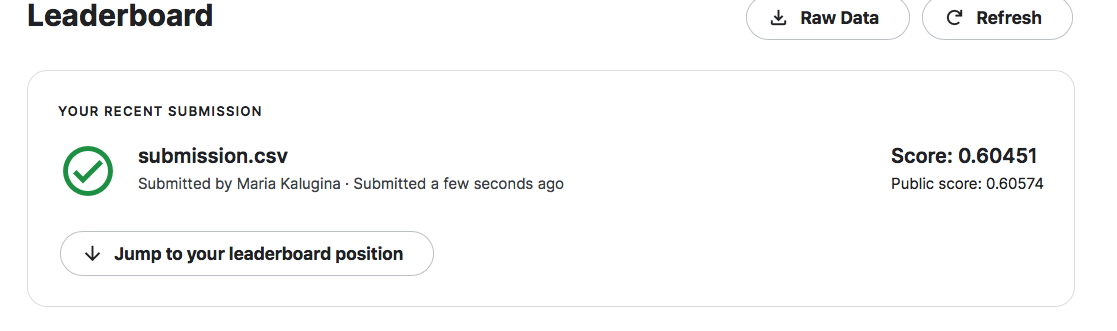 Leaderboard
Raw Data
Refresh
YOUR RECENT SUBMISSION
submission.csv
Score: 0.60451
Submitted by Maria Kalugina · Submitted a few seconds ago
Public score: 0.60574
Jump to your leaderboard position